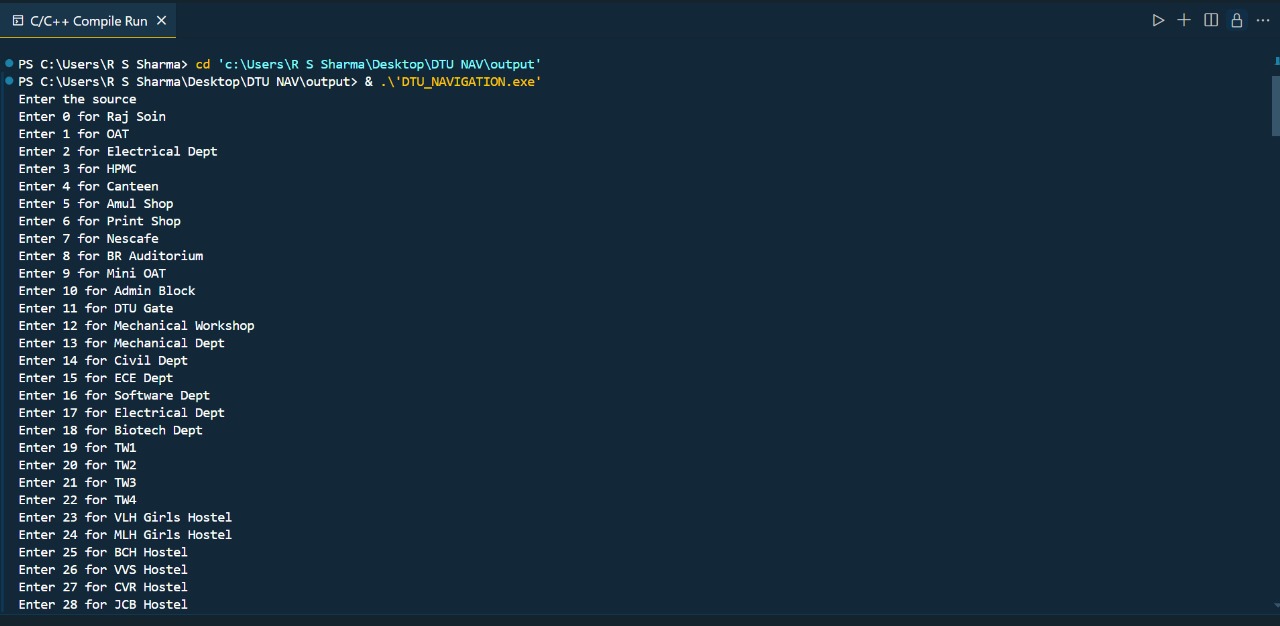 C/C++ Compile Run
PS C:\Users\R S Sharma> cd 'c:\Users\R S Sharma\Desktop\DTU NAV\output'
PS C:\Users\R S Sharma\Desktop\DTU NAV\output> & .\'DTU_NAVIGATION.exe'
Enter the source
Enter 0 for Raj Soin
Enter 1 for OAT
Enter 2 for Electrical Dept
Enter 3 for HPMC
Enter 4 for Canteen
Enter 5 for Amul Shop
Enter 6 for Print Shop
Enter 7 for Nescafe
Enter 8 for BR Auditorium
Enter 9 for Mini OAT
Enter 10 for Admin Block
Enter 11 for DTU Gate
Enter 12 for Mechanical Workshop
Enter 13 for Mechanical Dept
Enter 14 for Civil Dept
Enter 15 for ECE Dept
Enter 16 for Software Dept
Enter 17 for Electrical Dept
Enter 18 for Biotech Dept
Enter 19 for TW1
Enter 20 for TW2
Enter 21 for TW3
Enter 22 for TW4
Enter 23 for VLH Girls Hostel
Enter 24 for MLH Girls Hostel
Enter 25 for BCH Hostel
Enter 26 for VVS Hostel
Enter 27 for CVR Hostel
Enter 28 for JCB Hostel